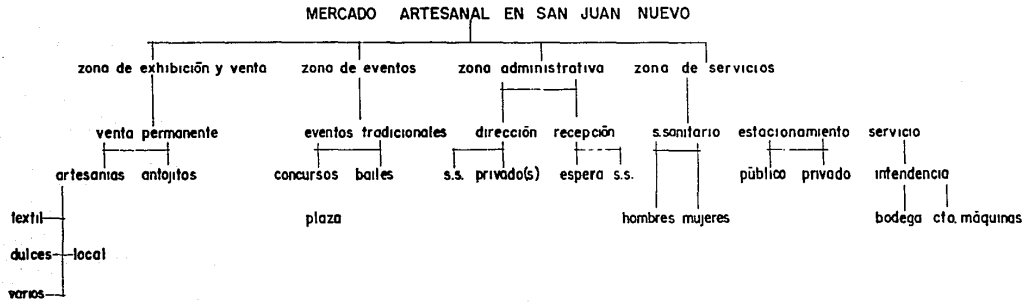 MERCADO ARTESANAL EN SAN JUAN NUEVO
zona de exhibición y venta zona de eventos zona administrativa zona de servicios
venta permanente eventos tradicionales dirección recepción s.sanitario estacionamiento servicio
artesanias antojitos concursos bailes s.s. privado(s) espera s.s. público privado intendencia
textil plaza hombres mujeres bodega cto. máquinas
dulces local
varios